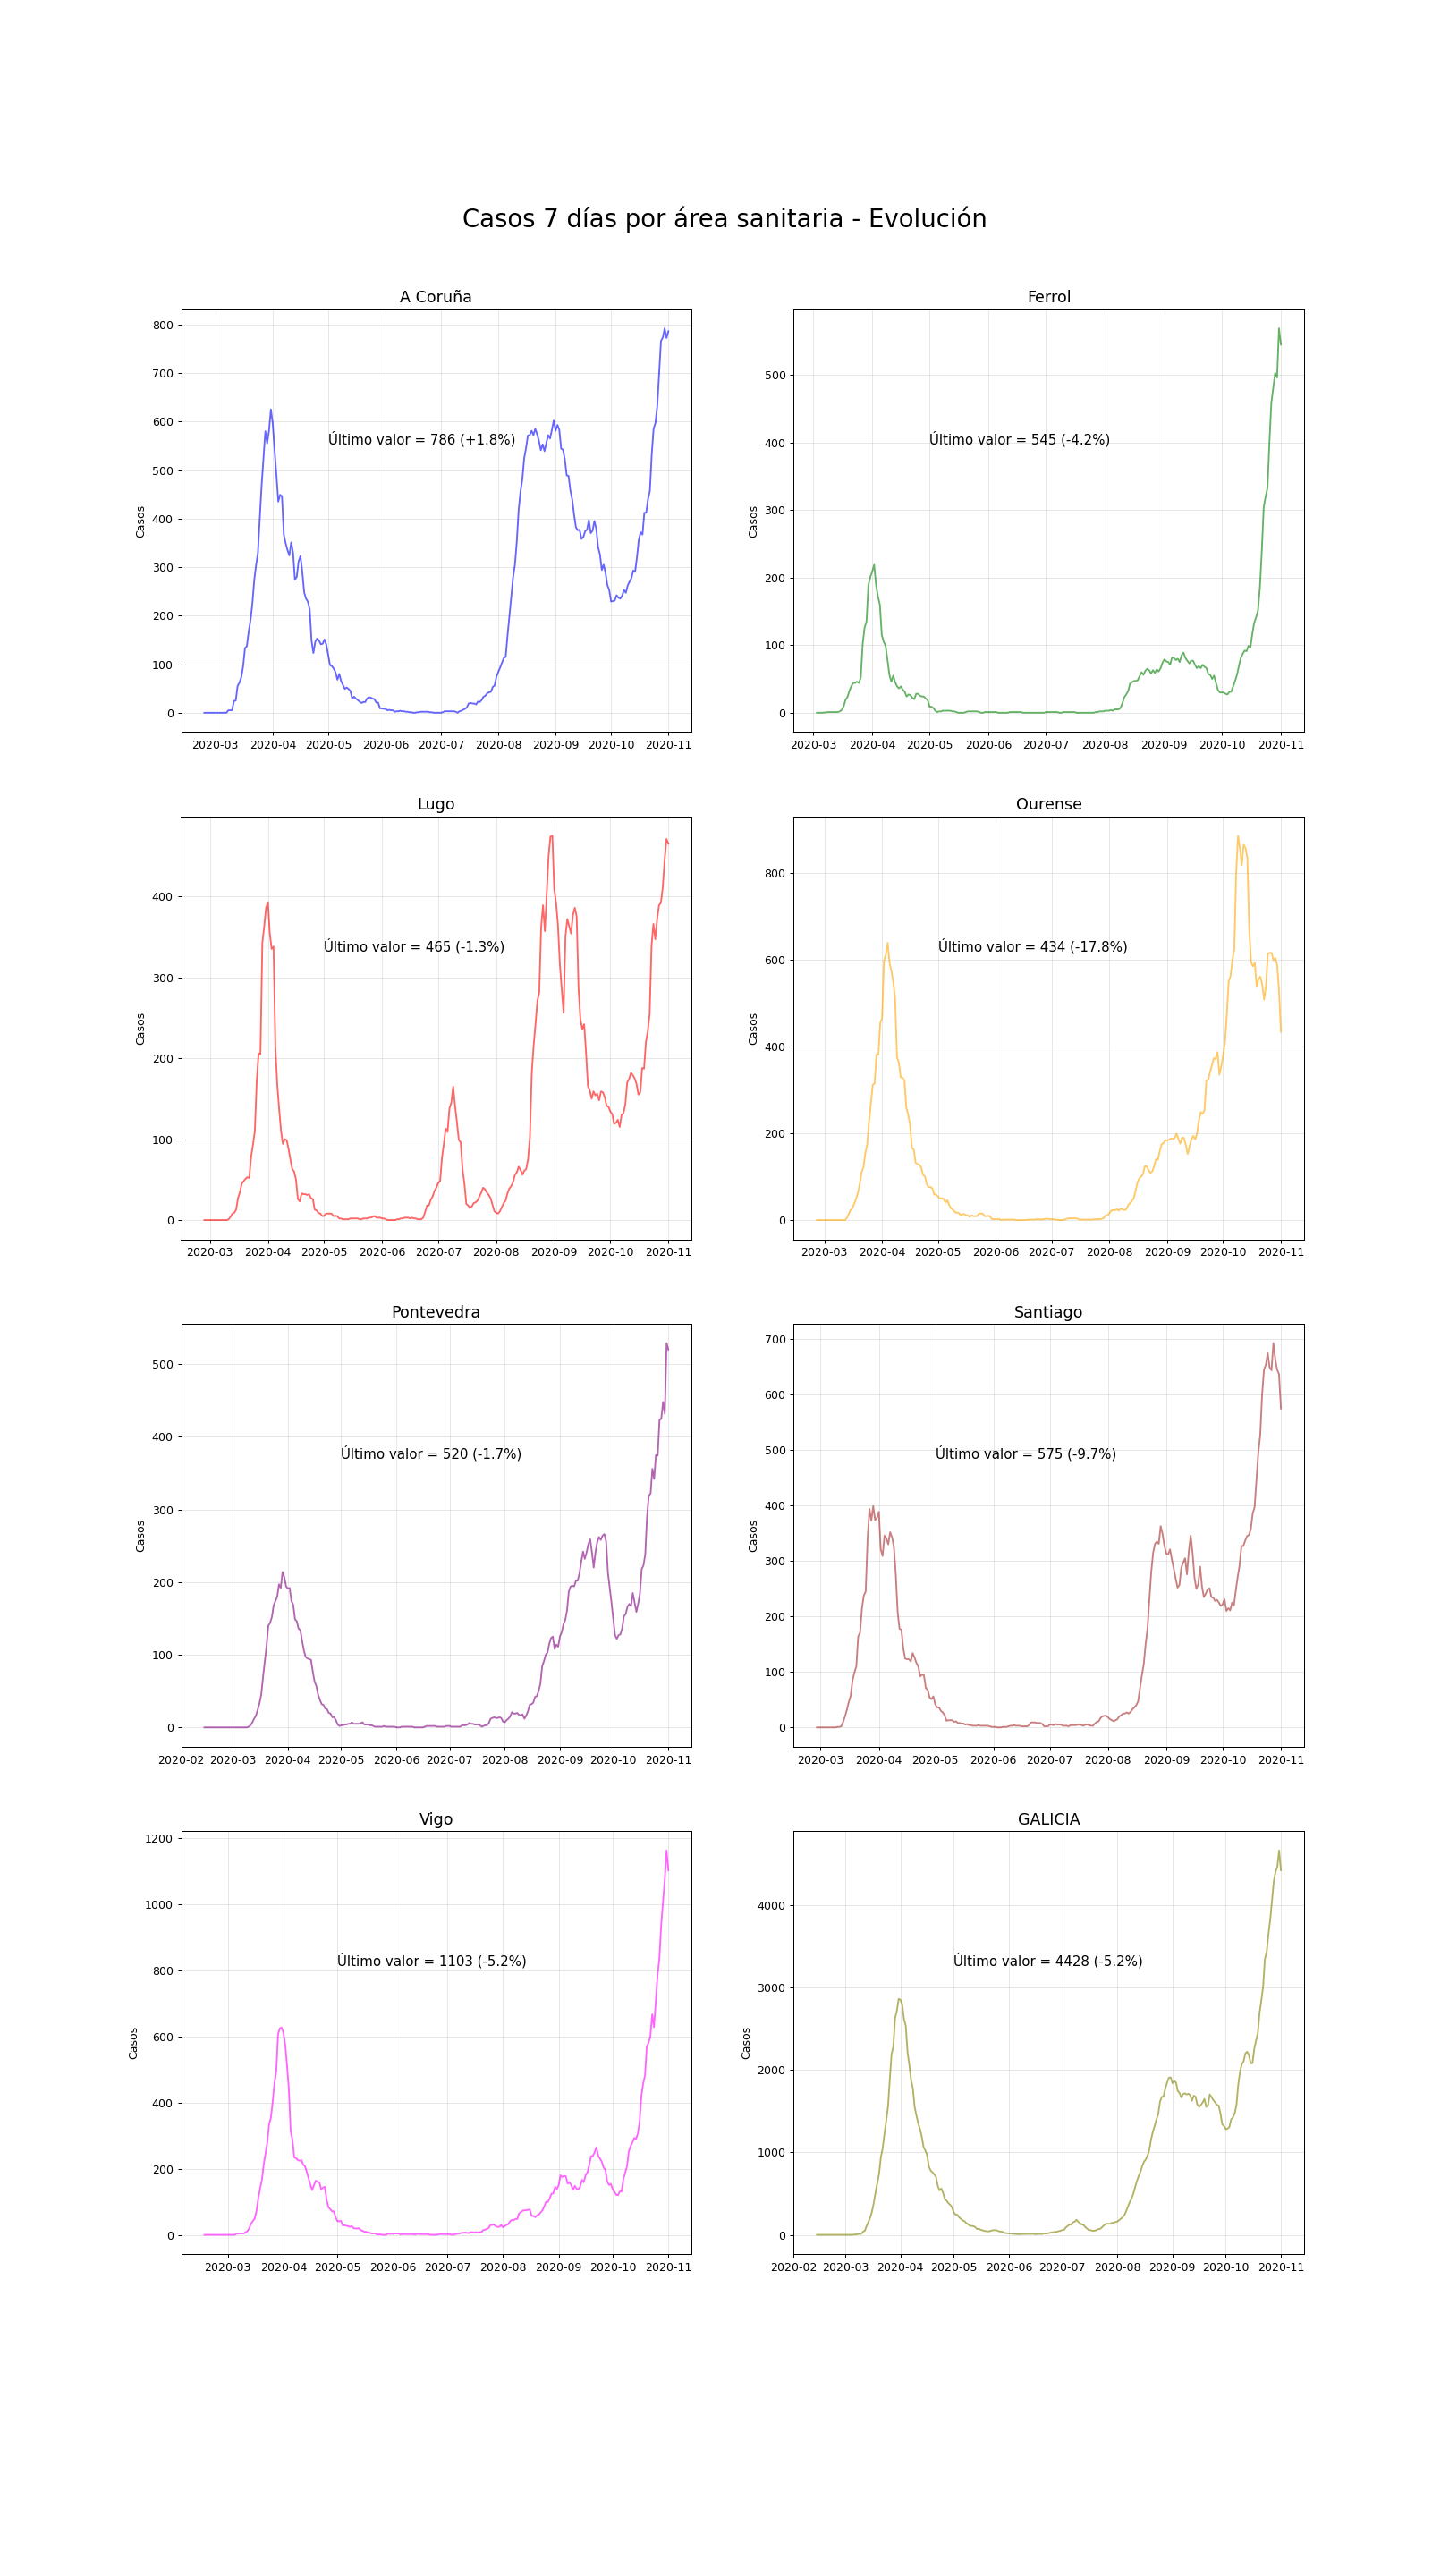 Casos 7 días por área sanitaria - Evolución
A Coruña
800
700
600
500
400
300
200
100
0
Casos
Último valor = 786 (+1.8%)
2020-03 2020-04 2020-05 2020-06 2020-07 2020-08 2020-09 2020-10 2020-11
Ferrol
500
400
300
200
100
0
Casos
Último valor = 545 (-4.2%)
2020-03 2020-04 2020-05 2020-06 2020-07 2020-08 2020-09 2020-10 2020-11
Lugo
400
300
200
100
0
Casos
Último valor = 465 (-1.3%)
2020-03 2020-04 2020-05 2020-06 2020-07 2020-08 2020-09 2020-10 2020-11
Ourense
800
600
400
200
0
Casos
Último valor = 434 (-17.8%)
2020-03 2020-04 2020-05 2020-06 2020-07 2020-08 2020-09 2020-10 2020-11
Pontevedra
500
400
300
200
100
0
Casos
Último valor = 520 (-1.7%)
2020-02 2020-03 2020-04 2020-05 2020-06 2020-07 2020-08 2020-09 2020-10 2020-11
Santiago
700
600
500
400
300
200
100
0
Casos
Último valor = 575 (-9.7%)
2020-03 2020-04 2020-05 2020-06 2020-07 2020-08 2020-09 2020-10 2020-11
Vigo
1200
1000
800
600
400
200
0
Casos
Último valor = 1103 (-5.2%)
2020-03 2020-04 2020-05 2020-06 2020-07 2020-08 2020-09 2020-10 2020-11
GALICIA
4000
3000
2000
1000
0
Casos
Último valor = 4428 (-5.2%)
2020-02 2020-03 2020-04 2020-05 2020-06 2020-07 2020-08 2020-09 2020-10 2020-11